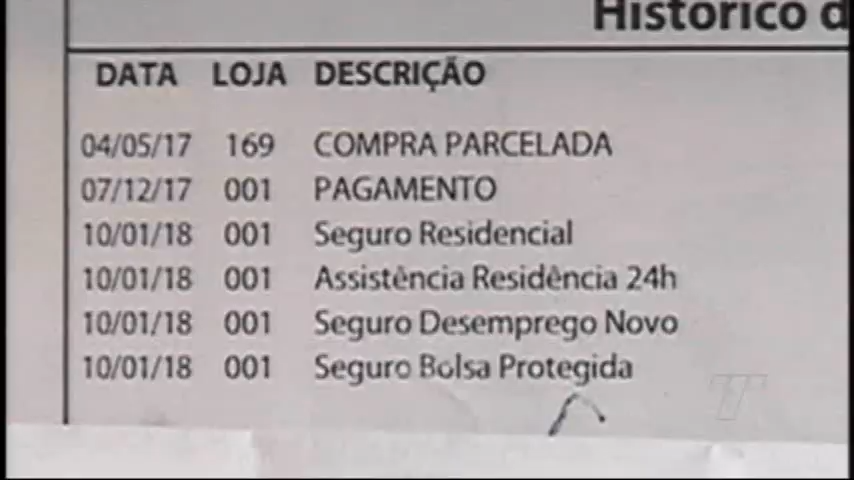 Histórico d
DATA LOJA DESCRIÇÃO
04/05/17 169 COMPRA PARCELADA
07/12/17 001 PAGAMENTO
10/01/18 001 Seguro Residencial
10/01/18 001 Assistência Residência 24h
10/01/18 001 Seguro Desemprego Novo
10/01/18 001 Seguro Bolsa Protegida